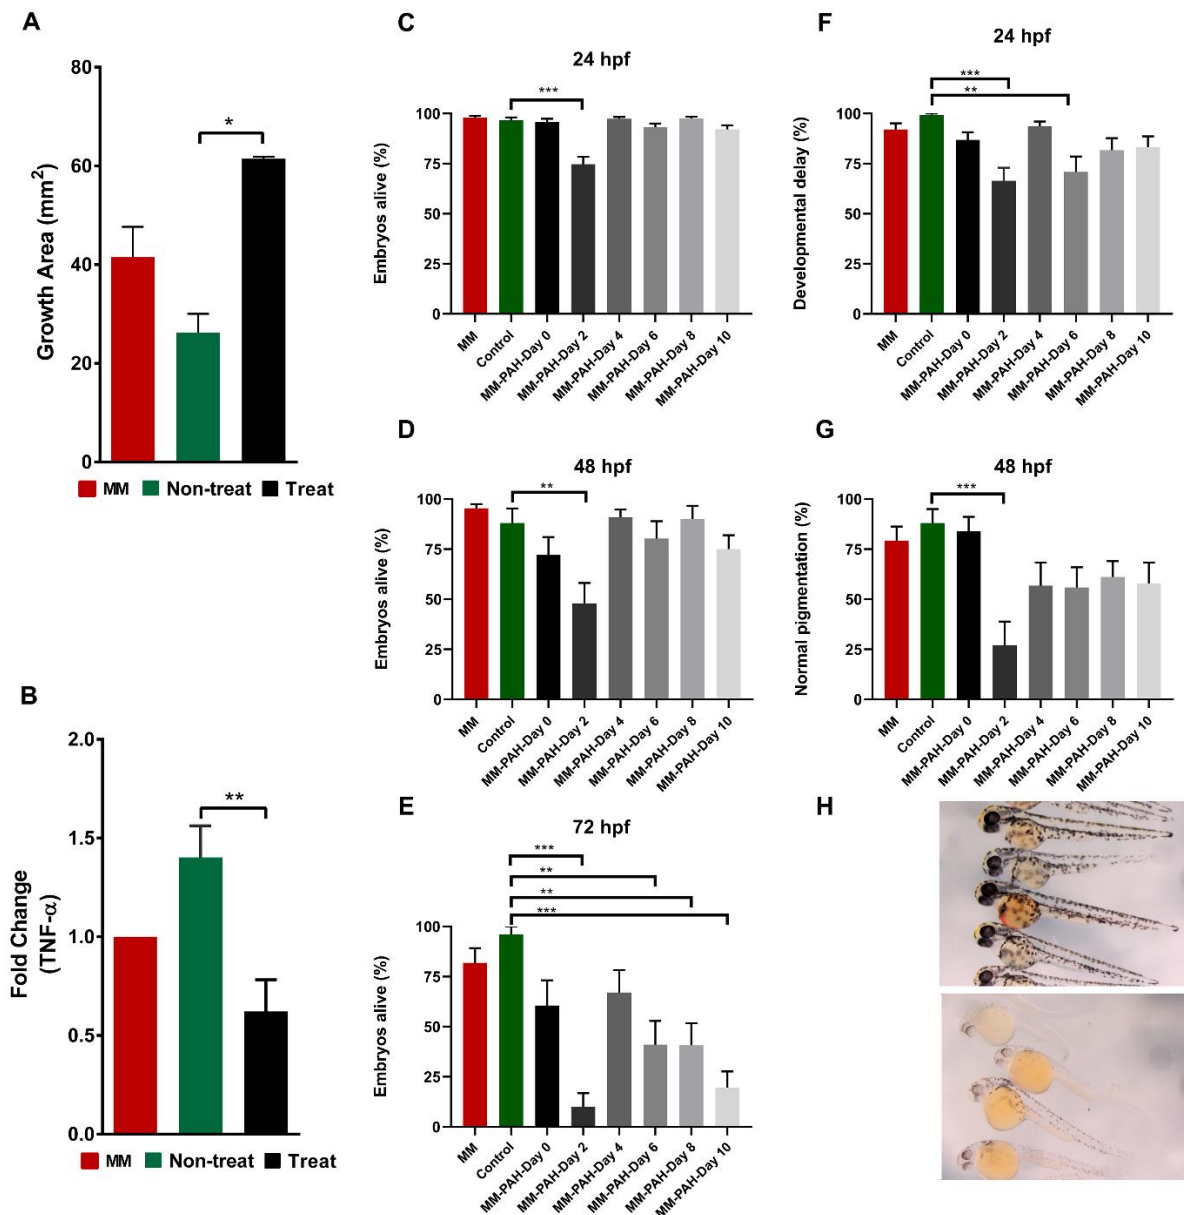 A
80
60
40
20
0
Growth Area (mm²)
*
MM Non-treat Treat
B
2.0
1.5
1.0
0.5
0.0
Fold Change
(TNF-α)
**
MM Non-treat Treat
C
24 hpf
***
100
75
50
25
0
Embryos alive (%)
MM
Control
MM-PAH-Day 0
MM-PAH-Day 2
MM-PAH-Day 4
MM-PAH-Day 6
MM-PAH-Day 8
MM-PAH-Day 10
D
48 hpf
**
100
75
50
25
0
Embryos alive (%)
MM
Control
MM-PAH-Day 0
MM-PAH-Day 2
MM-PAH-Day 4
MM-PAH-Day 6
MM-PAH-Day 8
MM-PAH-Day 10
E
72 hpf
***
**
**
***
100
75
50
25
0
Embryos alive (%)
MM
Control
MM-PAH-Day 0
MM-PAH-Day 2
MM-PAH-Day 4
MM-PAH-Day 6
MM-PAH-Day 8
MM-PAH-Day 10
F
24 hpf
***
**
100
75
50
25
0
Developmental delay (%)
MM
Control
MM-PAH-Day 0
MM-PAH-Day 2
MM-PAH-Day 4
MM-PAH-Day 6
MM-PAH-Day 8
MM-PAH-Day 10
G
48 hpf
***
100
75
50
25
0
Normal pigmentation (%)
MM
Control
MM-PAH-Day 0
MM-PAH-Day 2
MM-PAH-Day 4
MM-PAH-Day 6
MM-PAH-Day 8
MM-PAH-Day 10
H